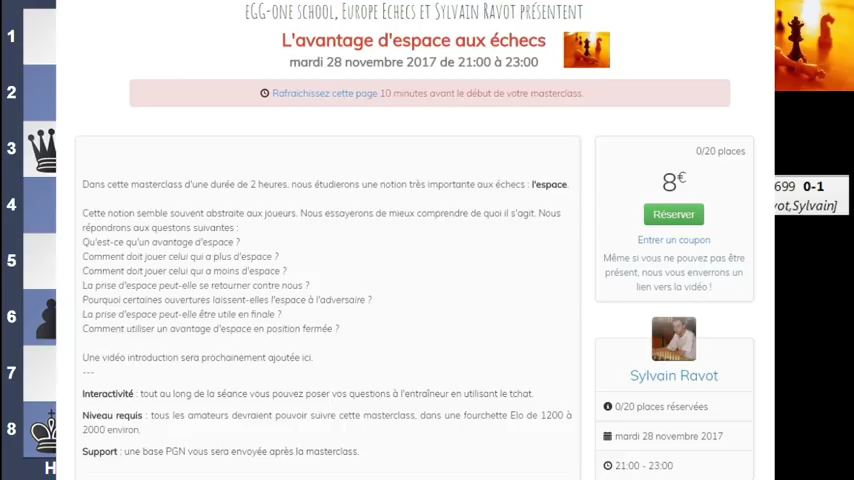 eGG-one school, Europe Echecs et Sylvain Ravot présentent
L'avantage d'espace aux échecs
mardi 28 novembre 2017 de 21:00 à 23:00
Rafraichissez cette page 10 minutes avant le début de votre masterclass.
Dans cette masterclass d'une durée de 2 heures, nous étudierons une notion très importante aux échecs : l'espace.
Cette notion semble souvent abstraite aux joueurs. Nous essayerons de mieux comprendre de quoi il s'agit. Nous
répondrons aux questons suivantes :
Qu'est-ce qu'un avantage d'espace ?
Comment doit jouer celui qui a plus d'espace ?
Comment doit jouer celui qui a moins d'espace ?
La prise d'espace peut-elle se retourner contre nous ?
Pourquoi certaines ouvertures laissent-elles l'espace à l'adversaire ?
La prise d'espace peut-elle être utile en finale ?
Comment utiliser un avantage d'espace en position fermée ?
Une vidéo introduction sera prochainement ajoutée ici.
---
Interactivité : tout au long de la séance vous pouvez poser vos questions à l'entraîneur en utilisant le tchat.
Niveau requis : tous les amateurs devraient pouvoir suivre cette masterclass, dans une fourchette Elo de 1200 à
2000 environ.
Support : une base PGN vous sera envoyée après la masterclass.
0/20 places
8€
Réserver
Entrer un coupon
Même si vous ne pouvez pas être
présent, nous vous enverrons un
lien vers la vidéo !
Sylvain Ravot
0/20 places réservées
mardi 28 novembre 2017
21:00 - 23:00
1
2
3
4
5
6
7
8
H
699 0-1
vot,Sylvain]